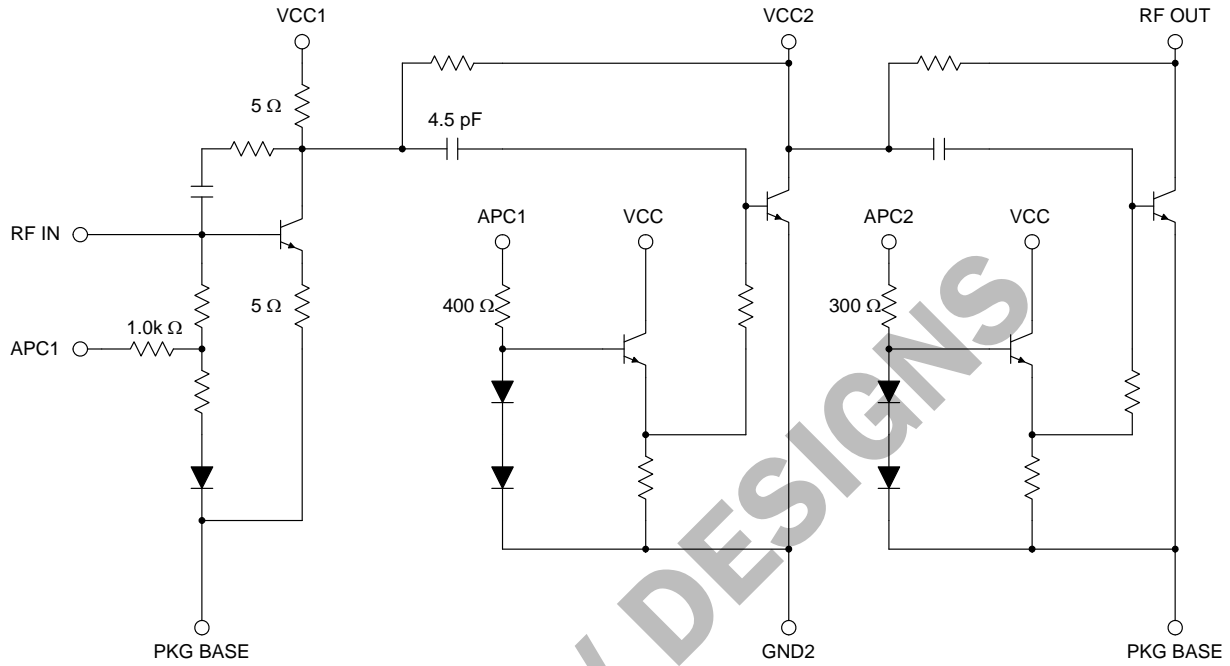 VCC1
VCC2
RF OUT
5 Ω
4.5 pF
RF IN
APC1
VCC
APC2
VCC
5 Ω
400 Ω
300 Ω
1.0k Ω
APC1
PKG BASE
GND2
PKG BASE
DESIGNS